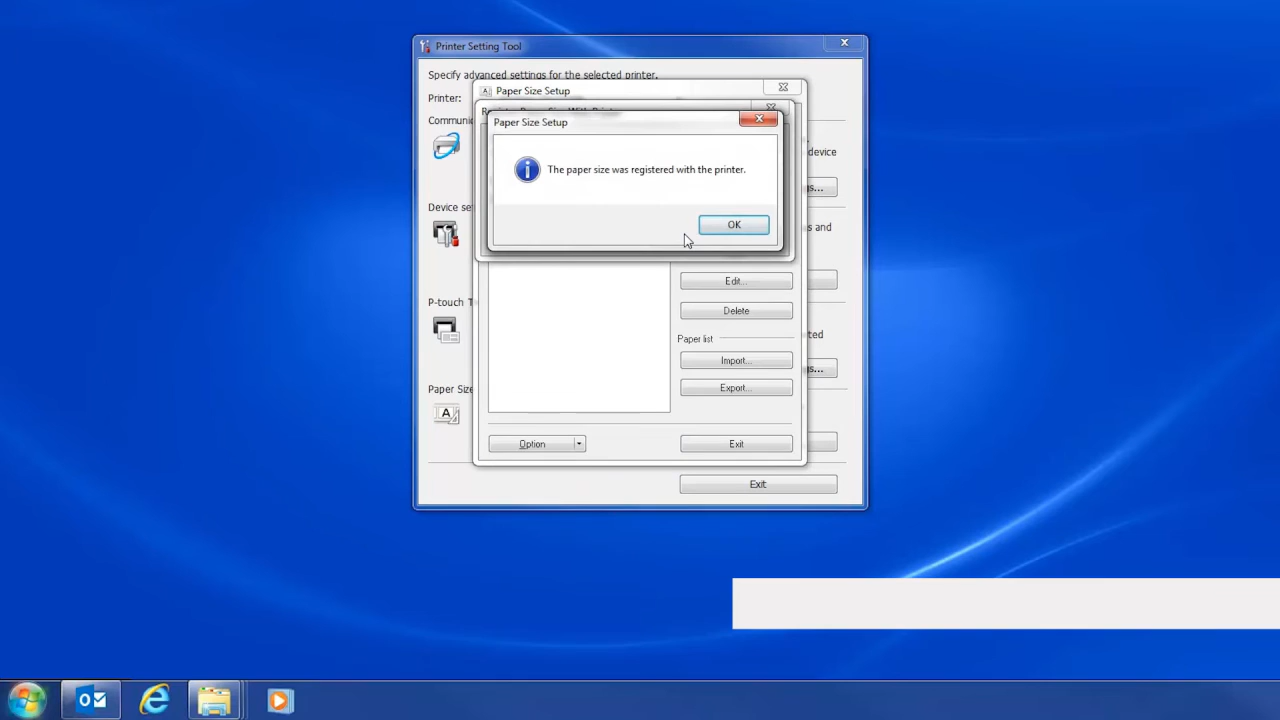 Printer Setting Tool
Specify advanced settings for the selected printer.
Printer:
Paper Size Setup
Paper Size Setup
device
The paper size was registered with the printer.
OK
s...
Device se
s and
Edit...
P-touch T
Delete
Paper list
ted
Import...
s...
Paper Size
Export...
A
Option
Exit
Exit